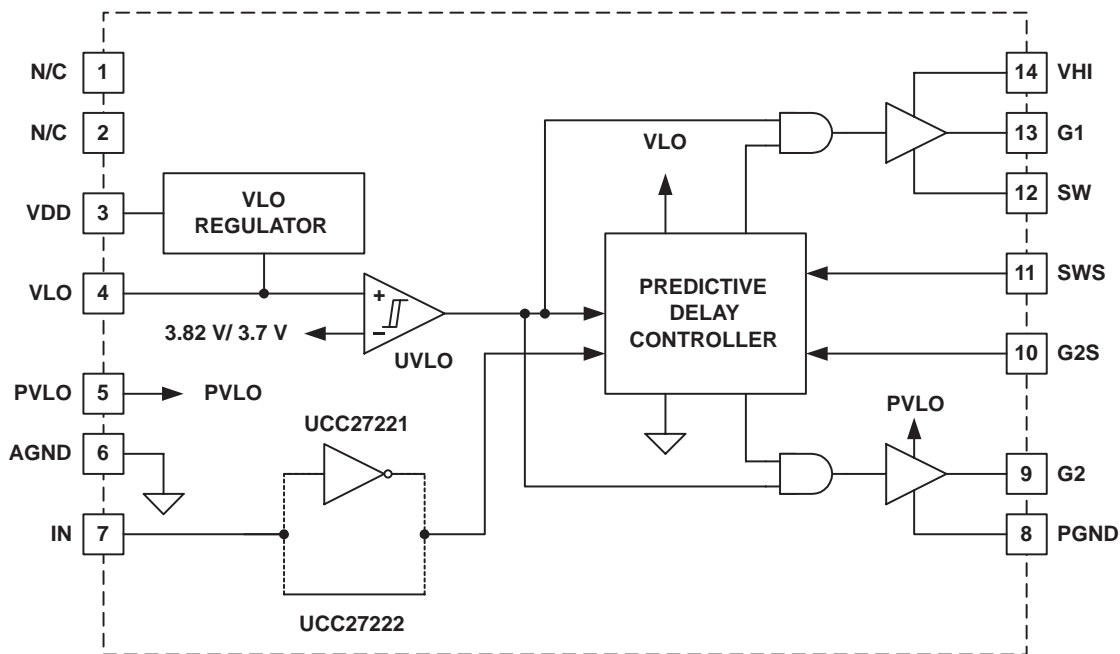 N/C
1
14
VHI
N/C
2
13
G1
VLO
VDD
3
VLO
REGULATOR
12
SW
VLO
4
11
SWS
PREDICTIVE
DELAY
CONTROLLER
+
–
3.82 V/ 3.7 V
UVLO
10
G2S
PVLO
5
PVLO
PVLO
UCC27221
AGND
6
9
G2
IN
7
8
PGND
UCC27222